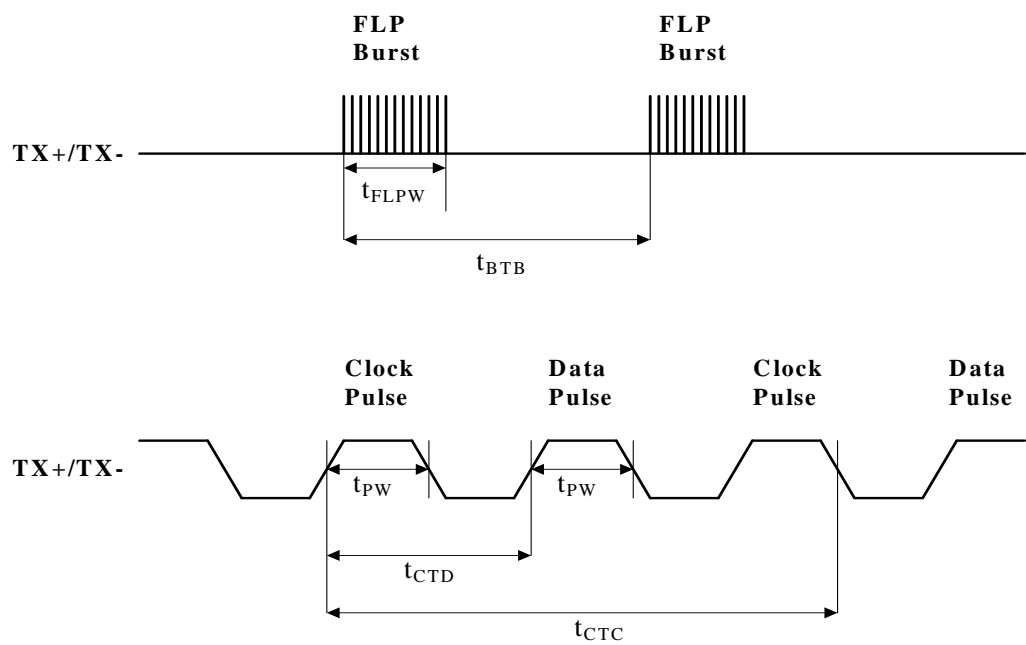 FLP
Burst
FLP
Burst
TX+/TX-
tFLPW
tBTB
Clock
Pulse
Data
Pulse
Clock
Pulse
Data
Pulse
TX+/TX-
tPW
tPW
tCTD
tCTC